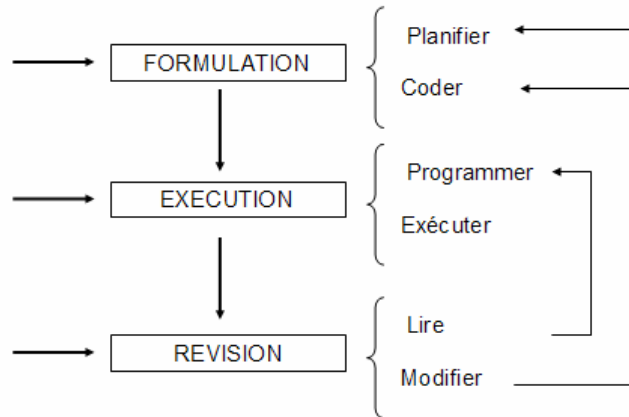 Planifier
FORMULATION
Coder
Programmer
EXECUTION
Exécuter
Lire
REVISION
Modifier